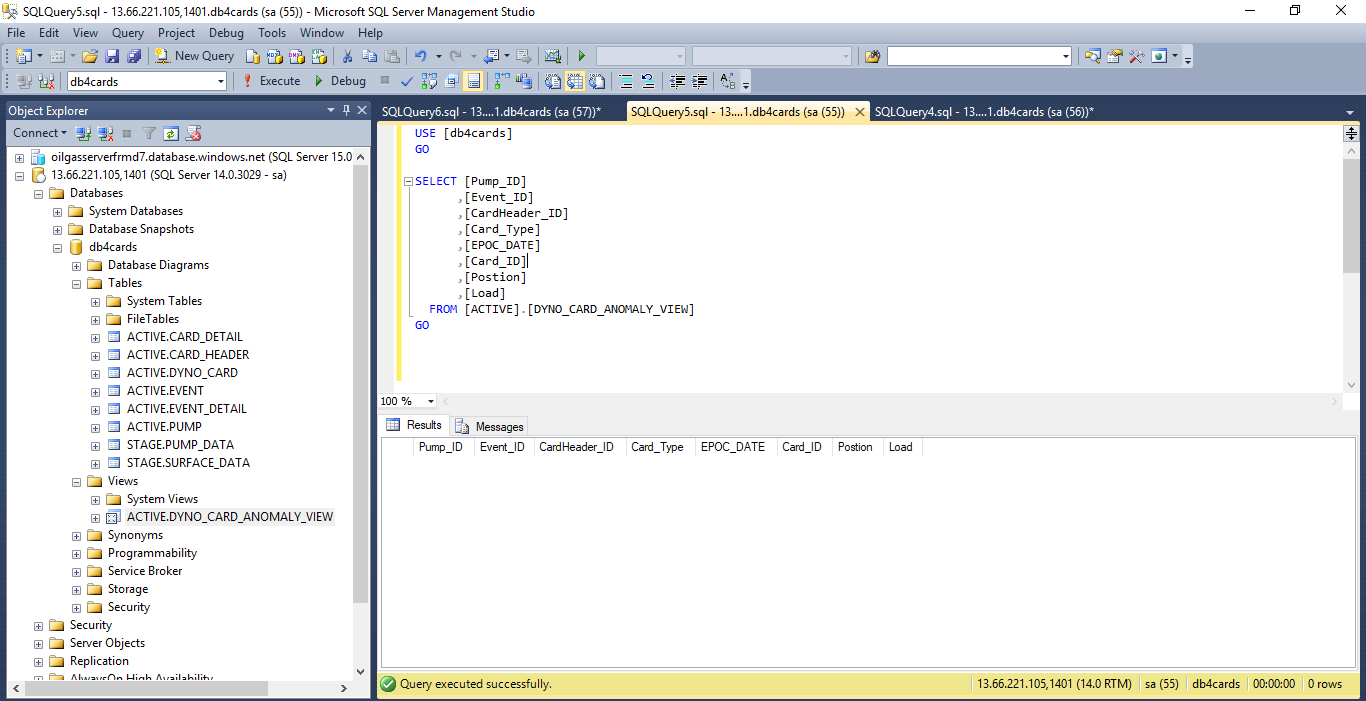 SQLQuery5.sql - 13.66.221.105,1401.db4cards (sa (55)) - Microsoft SQL Server Management Studio
File Edit View Query Project Debug Tools Window Help
New Query
db4cards Execute Debug
Object Explorer
Connect
oilgasserverfrmd7.database.windows.net (SQL Server 15.0
13.66.221.105,1401 (SQL Server 14.0.3029 - sa)
Databases
System Databases
Database Snapshots
db4cards
Database Diagrams
Tables
System Tables
FileTables
ACTIVE.CARD_DETAIL
ACTIVE.CARD_HEADER
ACTIVE.DYNO_CARD
ACTIVE.EVENT
ACTIVE.EVENT_DETAIL
ACTIVE.PUMP
STAGE.PUMP_DATA
STAGE.SURFACE_DATA
Views
System Views
ACTIVE.DYNO_CARD_ANOMALY_VIEW
Synonyms
Programmability
Service Broker
Storage
Security
Security
Server Objects
Replication
AlwaysOn High Availability
SQLQuery6.sql - 13....1.db4cards (sa (57))* SQLQuery5.sql - 13....1.db4cards (sa (55)) SQLQuery4.sql - 13....1.db4cards (sa (56))*
USE [db4cards]
GO
SELECT [Pump_ID]
,[Event_ID]
,[CardHeader_ID]
,[Card_Type]
,[EPOC_DATE]
,[Card_ID]
,[Postion]
,[Load]
FROM [ACTIVE].[DYNO_CARD_ANOMALY_VIEW]
GO
100 %
Results Messages
Pump_ID Event_ID CardHeader_ID Card_Type EPOC_DATE Card_ID Postion Load
Query executed successfully. 13.66.221.105,1401 (14.0 RTM) sa (55) db4cards 00:00:00 0 rows